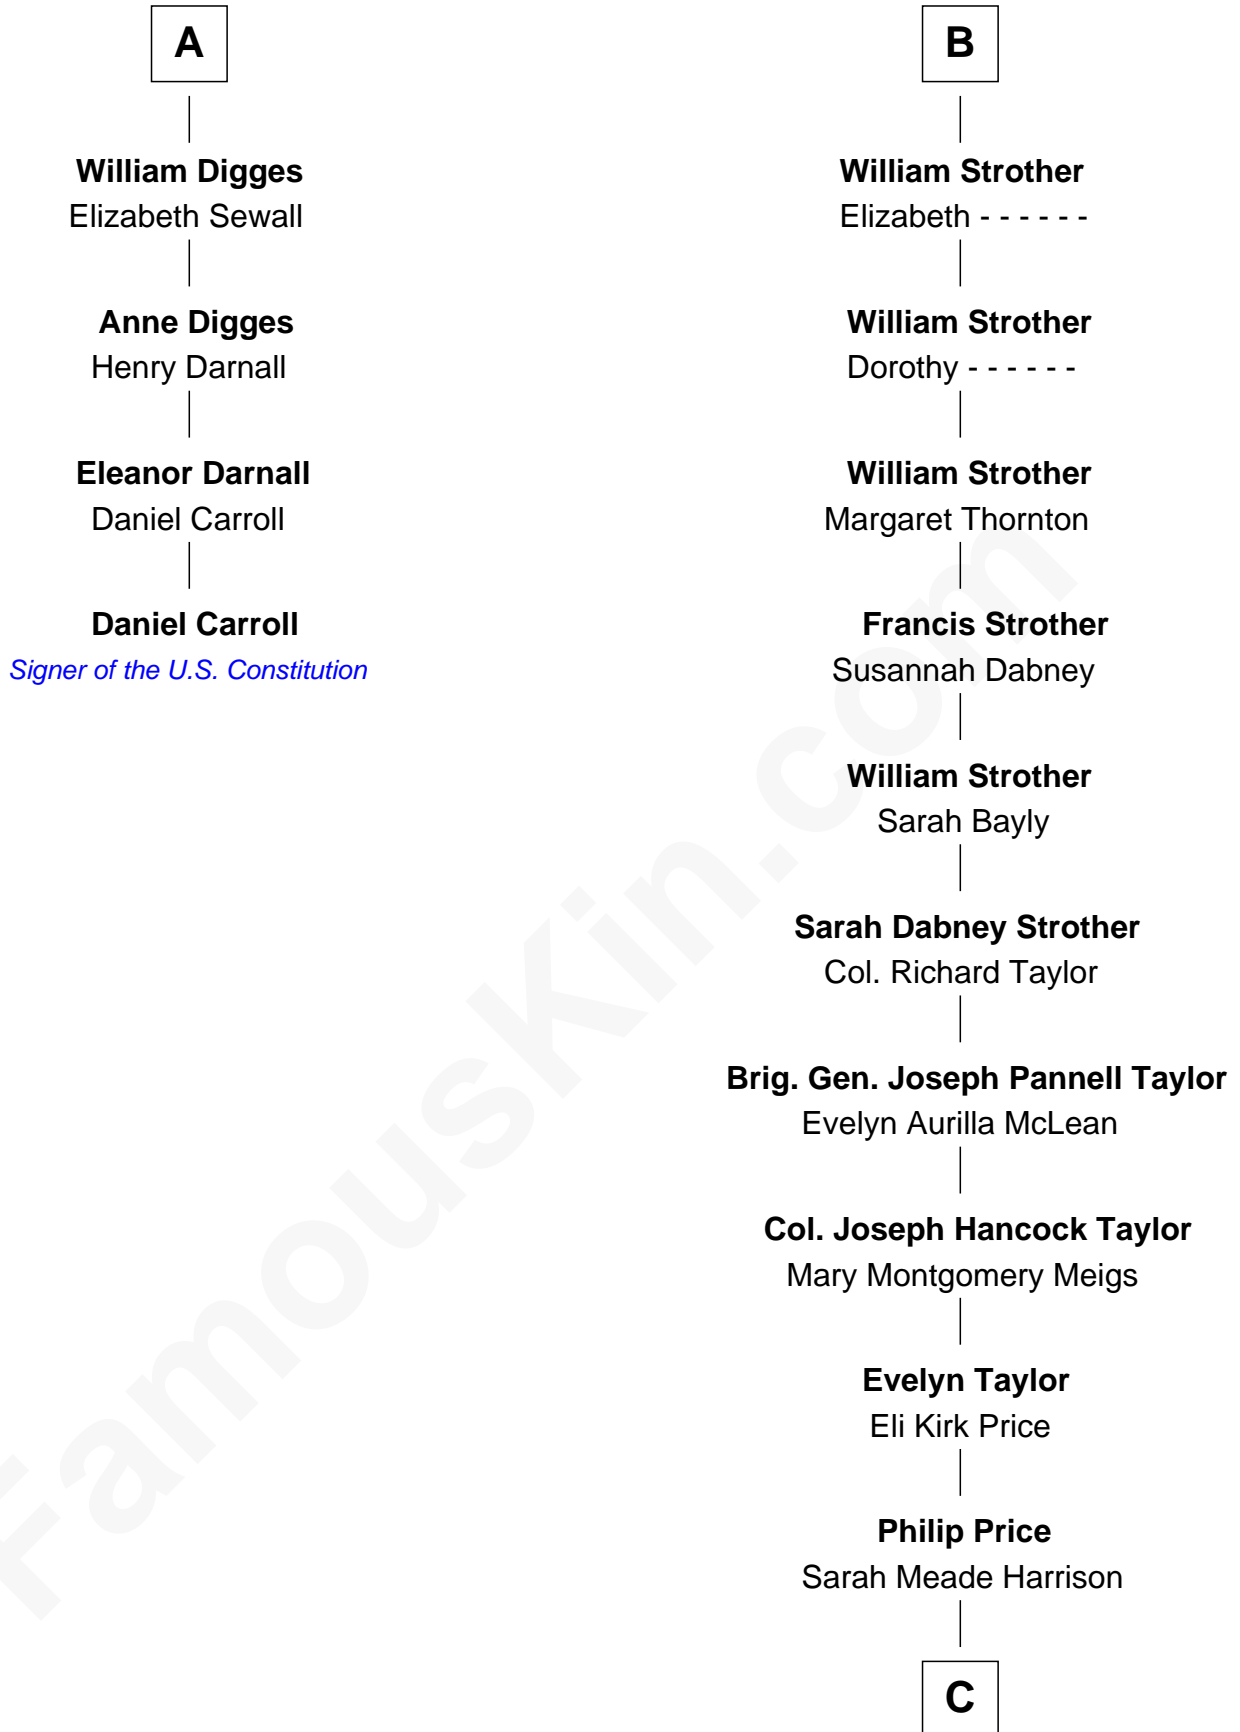 A
William Digges
Elizabeth Sewall
Anne Digges
Henry Darnall
Eleanor Darnall
Daniel Carroll
Daniel Carroll
Signer of the U.S. Constitution
B
William Strother
Elizabeth - - - - - -
William Strother
Dorothy - - - - - -
William Strother
Margaret Thornton
Francis Strother
Susannah Dabney
William Strother
Sarah Bayly
Sarah Dabney Strother
Col. Richard Taylor
Brig. Gen. Joseph Pannell Taylor
Evelyn Aurilla McLean
Col. Joseph Hancock Taylor
Mary Montgomery Meigs
Evelyn Taylor
Eli Kirk Price
Philip Price
Sarah Meade Harrison
C
FamousKin.com